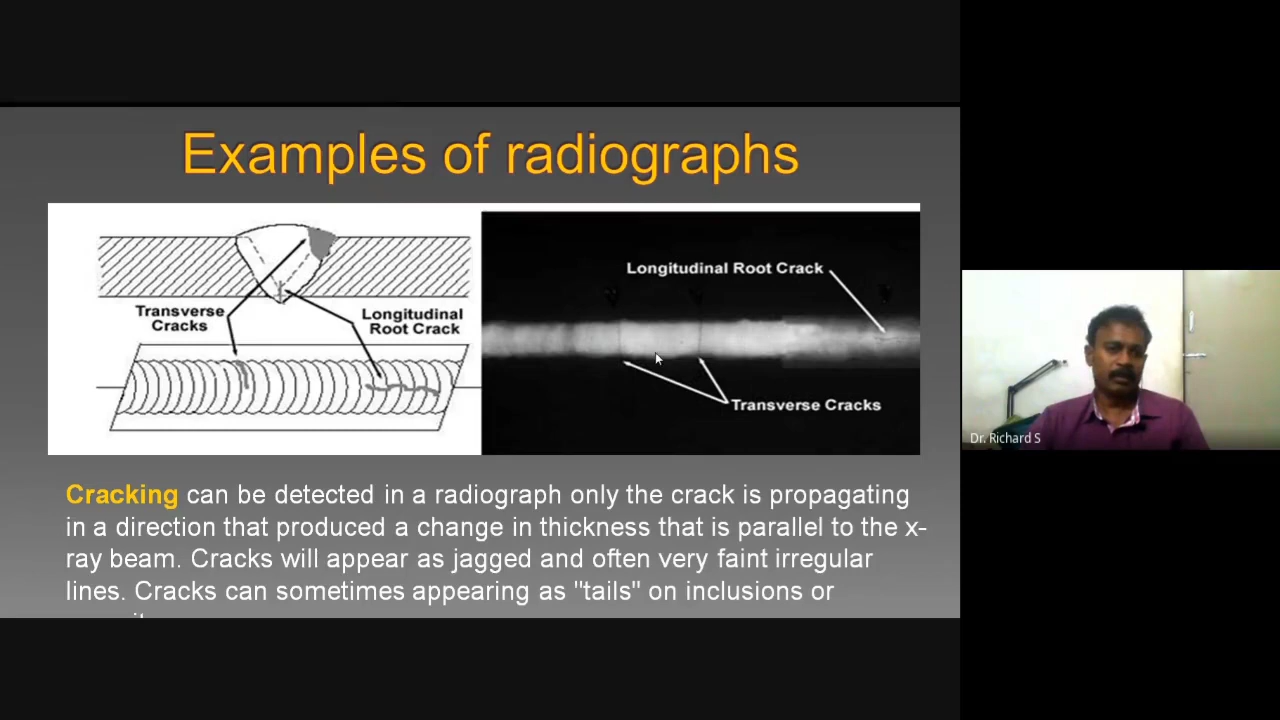 Examples of radiographs
Transverse
Cracks
Longitudinal
Root Crack
Longitudinal Root Crack
Transverse Cracks
Cracking can be detected in a radiograph only the crack is propagating
in a direction that produced a change in thickness that is parallel to the x-
ray beam. Cracks will appear as jagged and often very faint irregular
lines. Cracks can sometimes appearing as "tails" on inclusions or
Dr. Richard S